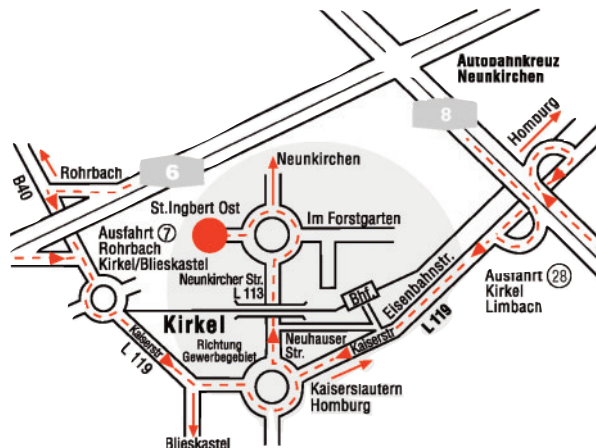 Autobahnkreuz
Neunkirchen
8
Homburg
6
Rohrbach
B40
Neunkirchen
St.Ingbert Ost
Im Forstgarten
Ausfahrt 7
Rohrbach
Kirkel/Blieskastel
Neunkircher Str.
L 113
Bhf.
Eisenbahnstr.
L 119
Ausfahrt 28
Kirkel
Limbach
Kirkel
Richtung
Gewerbegebiet
Neuhauser
Str.
Kaiserstr.
Kaiserstr.
L 119
Kaiserslautern
Homburg
Blieskastel